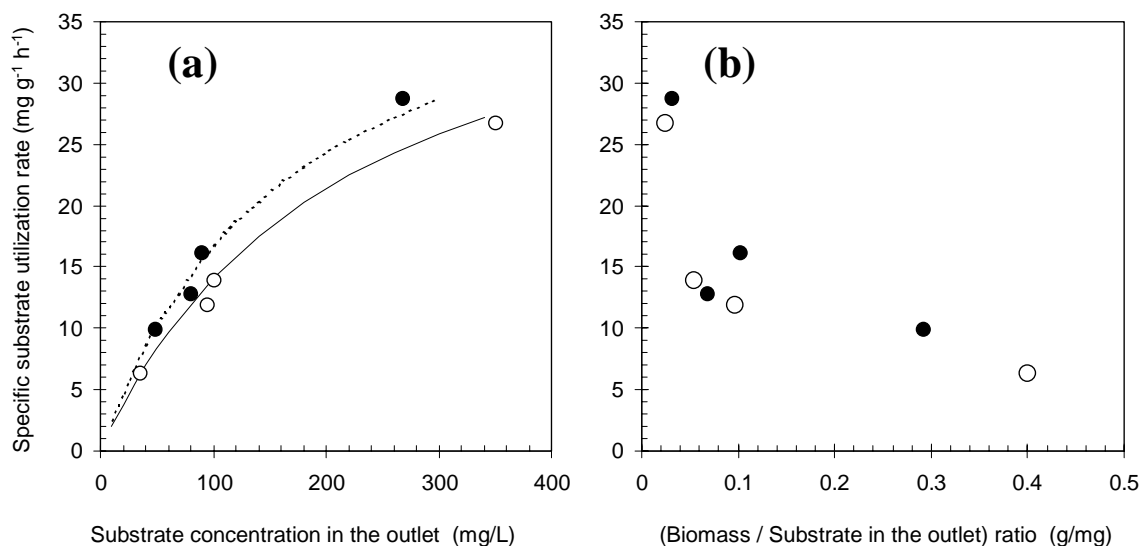 (a)
Specific substrate utilization rate (mg g⁻¹ h⁻¹)
35
30
25
20
15
10
5
0
0 100 200 300 400
Substrate concentration in the outlet (mg/L)
(b)
35
30
25
20
15
10
5
0
0 0.1 0.2 0.3 0.4 0.5
(Biomass / Substrate in the outlet) ratio (g/mg)